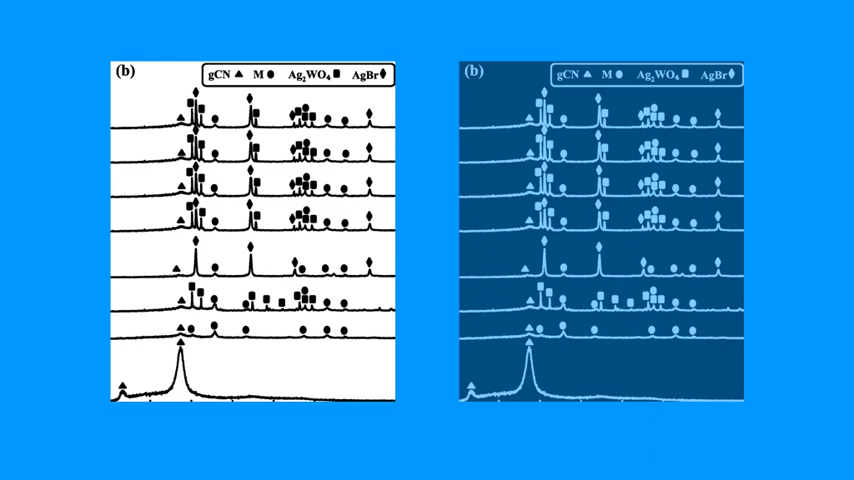 (b)
gCN ▲ M ● Ag₂WO₄ ■ AgBr ♦
(b)
gCN ▲ M ● Ag₂WO₄ ■ AgBr ♦